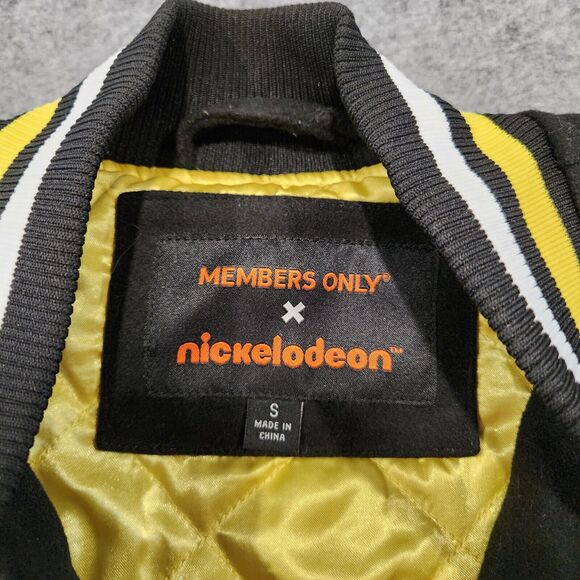 MEMBERS ONLY®
×
nickelodeon™
S
MADE IN
CHINA